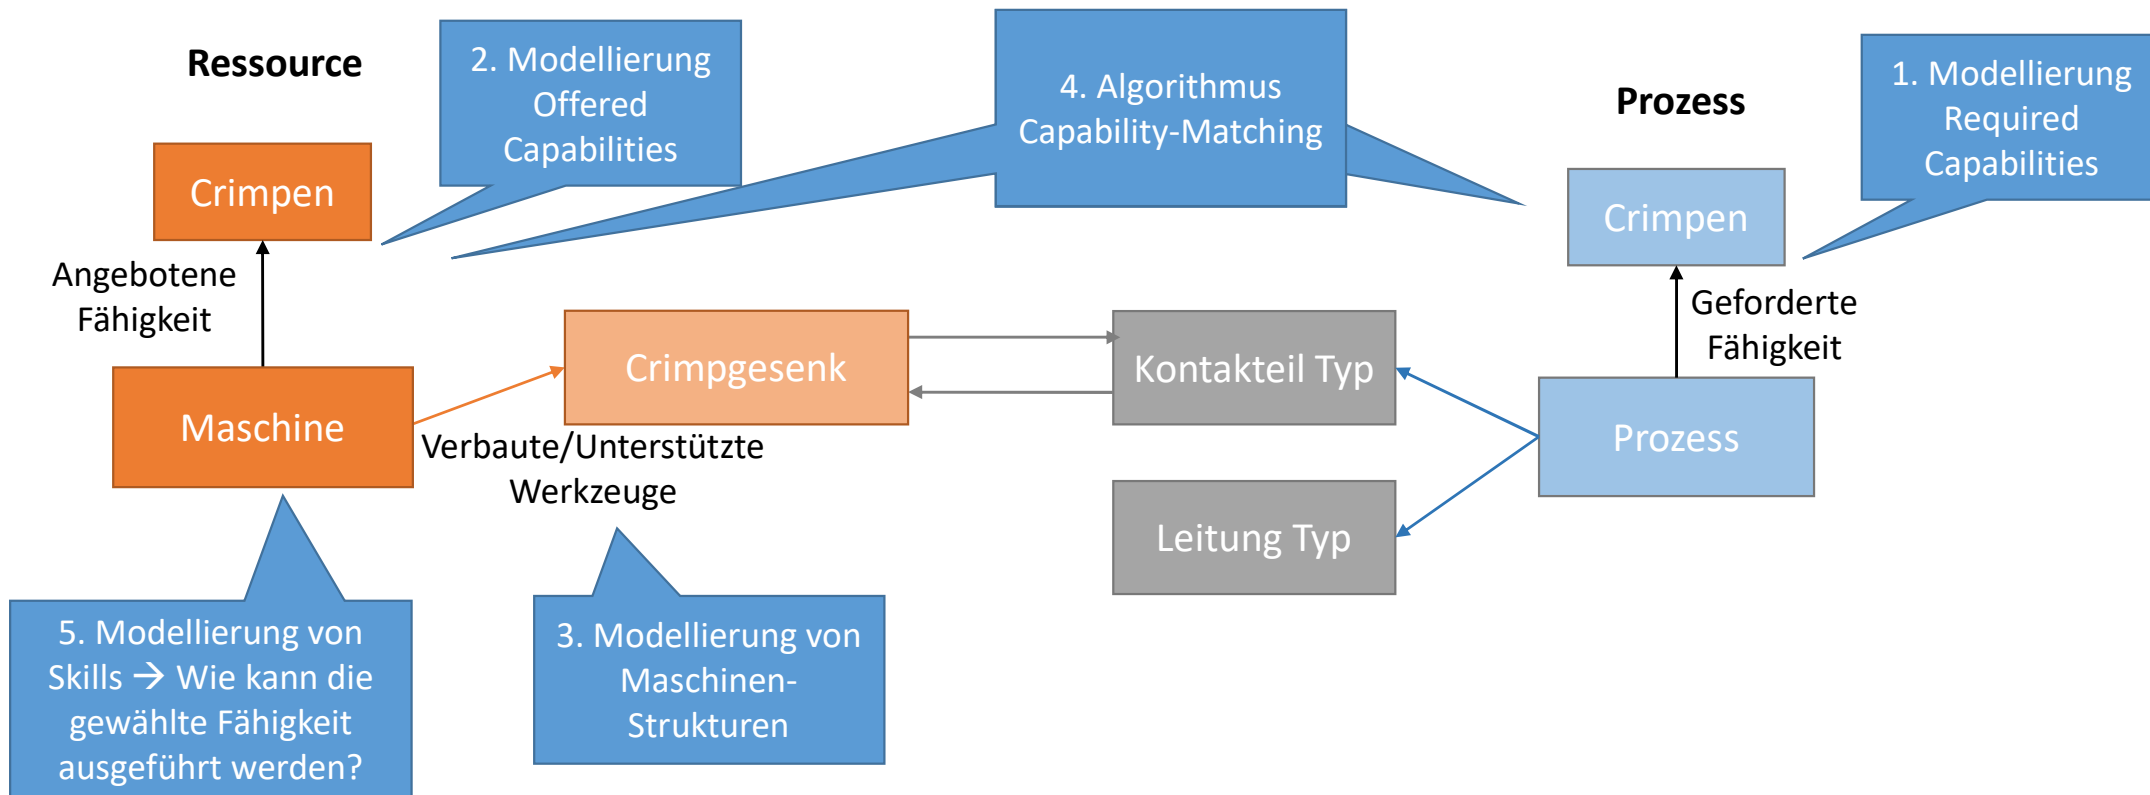 Ressource
2. Modellierung
Offered
Capabilities
4. Algorithmus
Capability-Matching
Prozess
1. Modellierung
Required
Capabilities
Crimpen
Crimpen
Angebotene
Fähigkeit
Geforderte
Fähigkeit
Maschine
Crimpgesenk
Kontakteil Typ
Prozess
Verbaute/Unterstützte
Werkzeuge
Leitung Typ
5. Modellierung von
Skills → Wie kann die
gewählte Fähigkeit
ausgeführt werden?
3. Modellierung von
Maschinen-
Strukturen